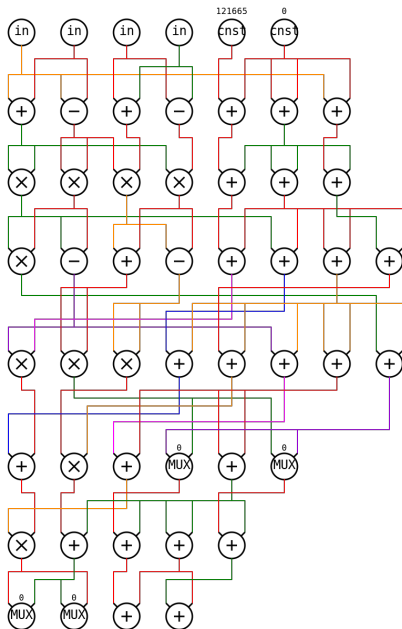 121665 0
in in in in cnst cnst
+ − + − + + +
× × × × + + +
× − + − + + + +
× × × + + + + +
0 0
+ × + MUX + MUX
× + + + +
0 0
MUX MUX + +